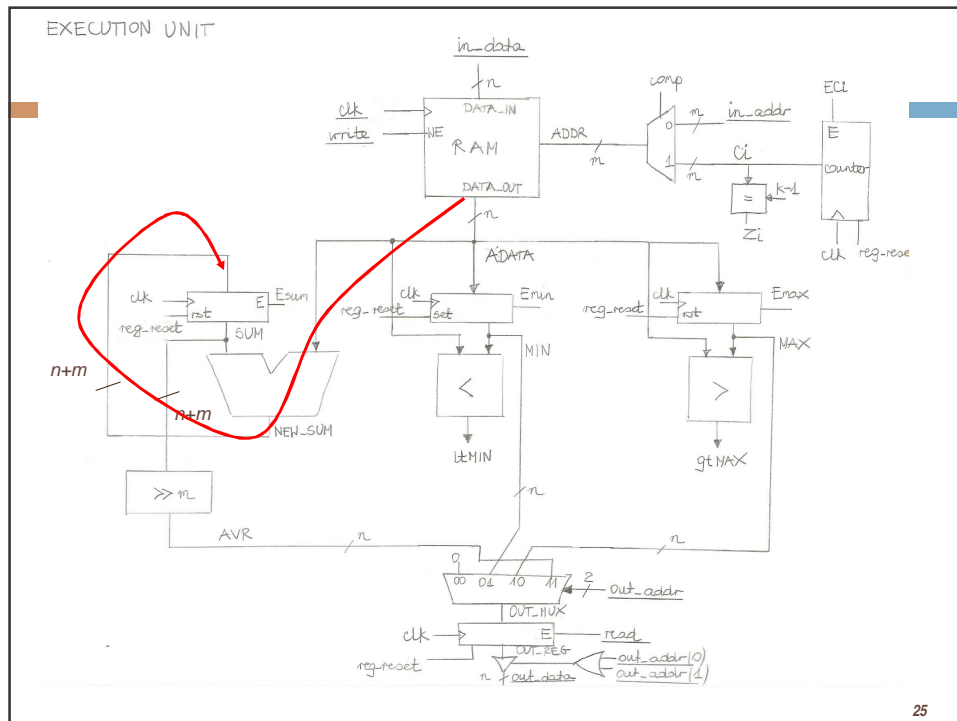 EXECUTION UNIT
in_data
n
clk
DATA_IN
write
WE
RAM
ADDR
m
DATA_OUT
n
comp
0
m
in_addr
1
m
Ci
=
k-1
Zi
ECi
E
counter
clk reg-rese
ADATA
clk
E
Esum
reg_reset
rst
SUM
clk
Emin
reg_reset
set
MIN
clk
Emax
reg_reset
rst
MAX
n+m
n+m
NEW_SUM
<
ltMIN
>
gtMAX
>> m
AVR
n
n
n
0
00 01 10 11
2
out_addr
OUT_MUX
clk
E
read
reg_reset
OUT_REG
n
out_data
out_addr(0)
out_addr(1)
25